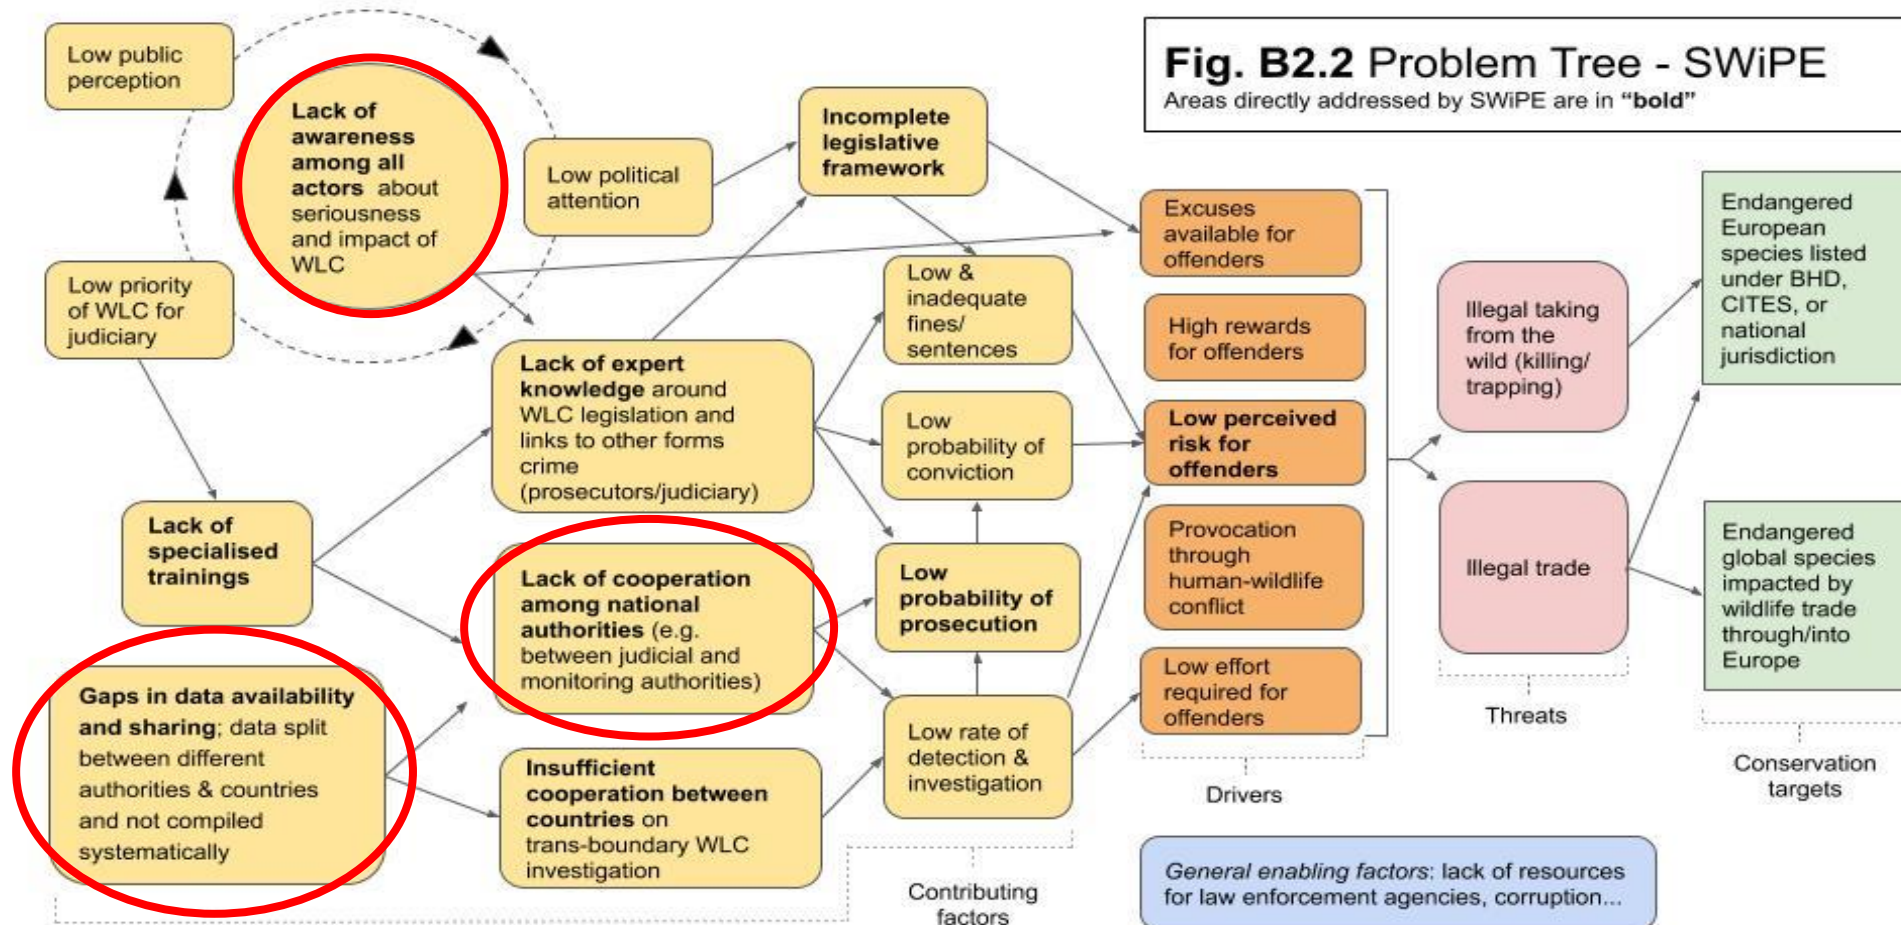 Fig. B2.2 Problem Tree - SWiPE
Areas directly addressed by SWiPE are in “bold”
Low public
perception
Lack of
awareness
among all
actors about
seriousness
and impact of
WLC
Low political
attention
Low priority
of WLC for
judiciary
Lack of
specialised
trainings
Gaps in data availability
and sharing; data split
between different
authorities & countries
and not compiled
systematically
Incomplete
legislative
framework
Lack of expert
knowledge around
WLC legislation and
links to other forms
crime
(prosecutors/judiciary)
Lack of cooperation
among national
authorities (e.g.
between judicial and
monitoring authorities)
Insufficient
cooperation between
countries on
trans-boundary WLC
investigation
Low &
inadequate
fines/
sentences
Low
probability of
conviction
Low
probability of
prosecution
Low rate of
detection &
investigation
Contributing
factors
Excuses
available for
offenders
High rewards
for offenders
Low perceived
risk for
offenders
Provocation
through
human-wildlife
conflict
Low effort
required for
offenders
Drivers
Illegal taking
from the
wild (killing/
trapping)
Illegal trade
Threats
Endangered
European
species listed
under BHD,
CITES, or
national
jurisdiction
Endangered
global species
impacted by
wildlife trade
through/into
Europe
Conservation
targets
General enabling factors: lack of resources
for law enforcement agencies, corruption...